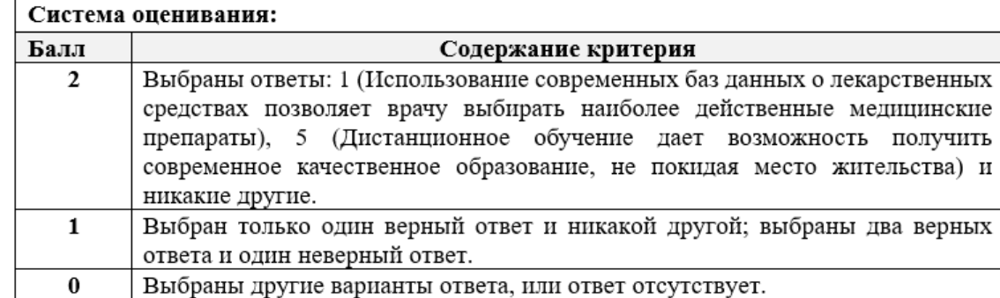 Система оценивания:
Балл Содержание критерия
2 Выбраны ответы: 1 (Использование современных баз данных о лекарственных
средствах позволяет врачу выбирать наиболее действенные медицинские
препараты), 5 (Дистанционное обучение дает возможность получить
современное качественное образование, не покидая место жительства) и
никакие другие.
1 Выбран только один верный ответ и никакой другой; выбраны два верных
ответа и один неверный ответ.
0 Выбраны другие варианты ответа, или ответ отсутствует.